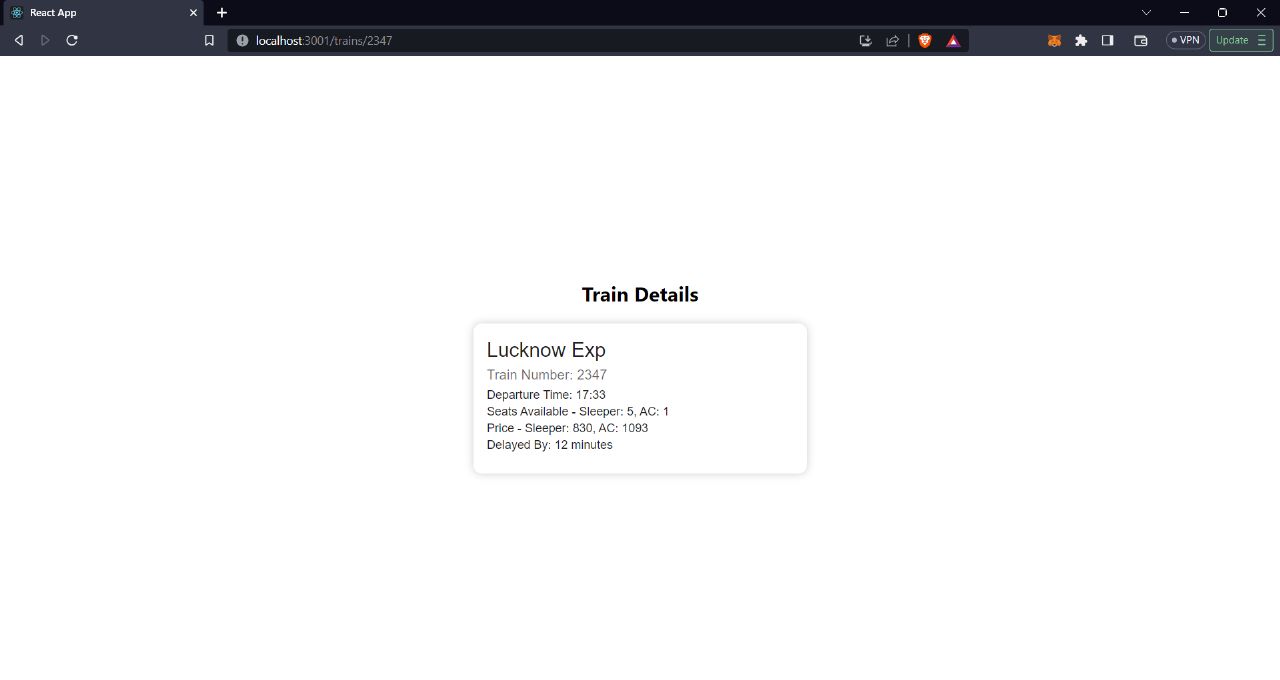 React App
localhost:3001/trains/2347
VPN
Update
Train Details
Lucknow Exp
Train Number: 2347
Departure Time: 17:33
Seats Available - Sleeper: 5, AC: 1
Price - Sleeper: 830, AC: 1093
Delayed By: 12 minutes